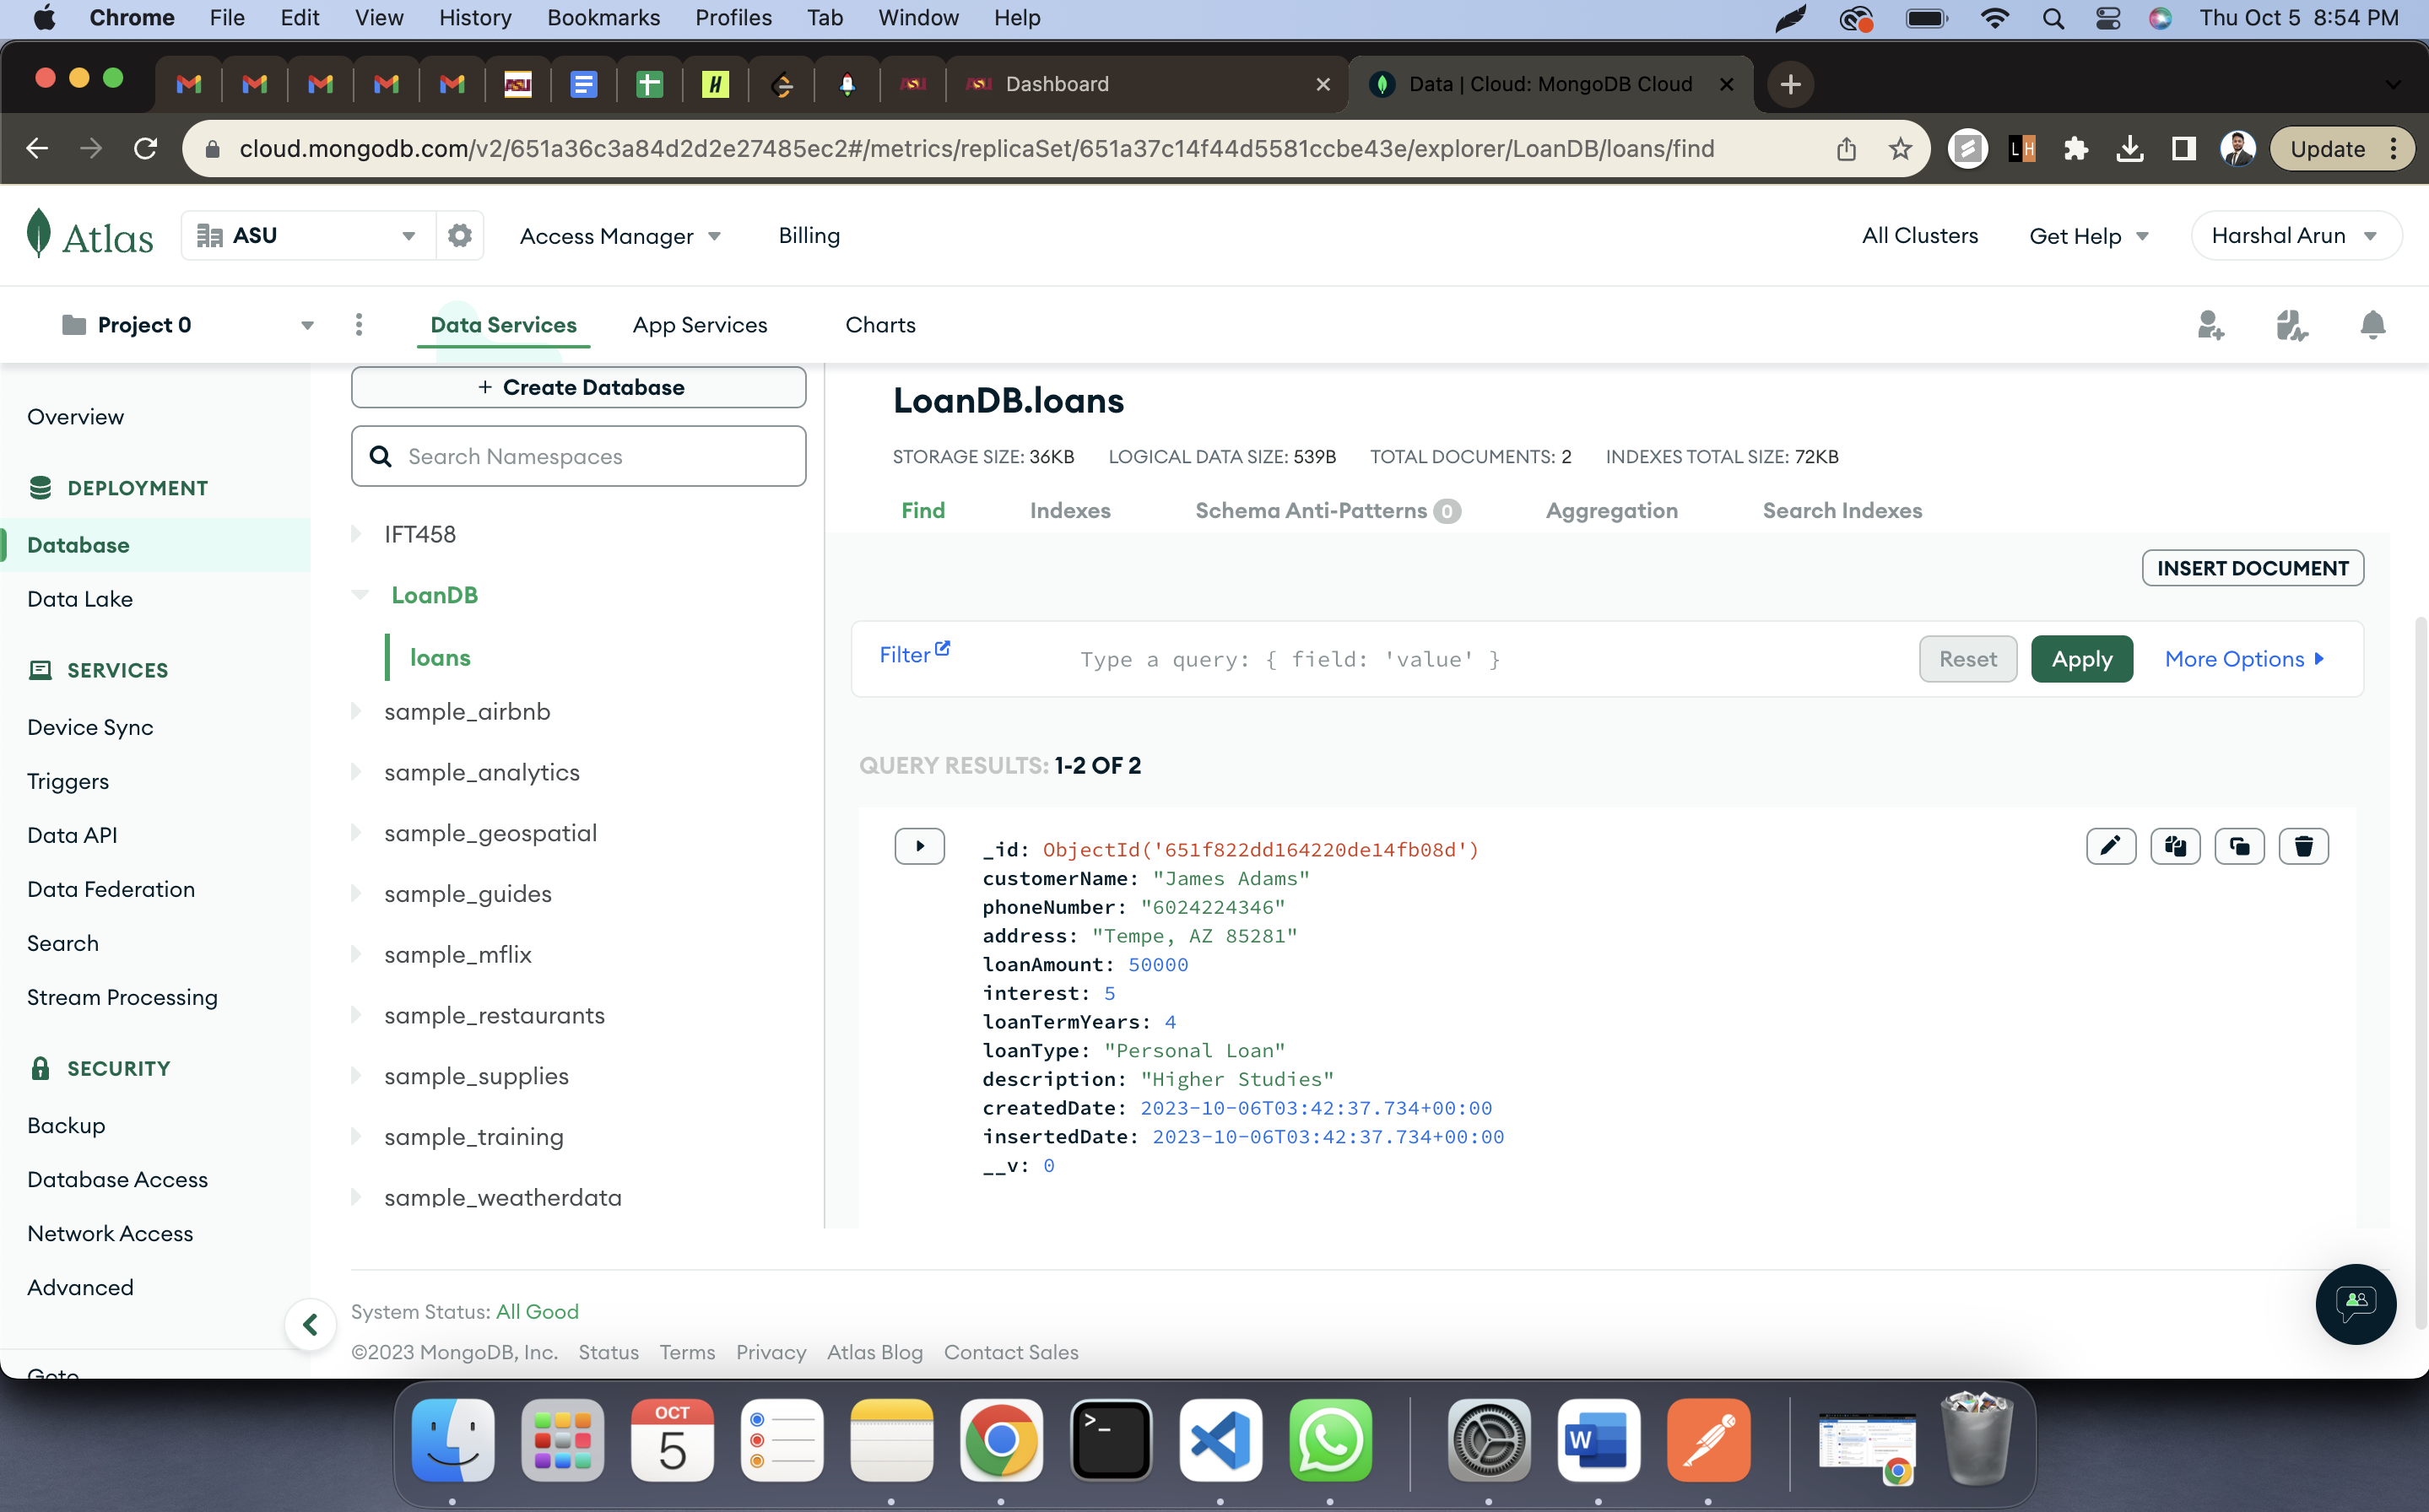 Chrome File Edit View History Bookmarks Profiles Tab Window Help Thu Oct 5 8:54 PM
Dashboard Data | Cloud: MongoDB Cloud
cloud.mongodb.com/v2/651a36c3a84d2d2e27485ec2#/metrics/replicaSet/651a37c14f44d5581ccbe43e/explorer/LoanDB/loans/find LH Update
Atlas ASU Access Manager Billing All Clusters Get Help Harshal Arun
Project 0 Data Services App Services Charts
Overview
DEPLOYMENT
Database
Data Lake
SERVICES
Device Sync
Triggers
Data API
Data Federation
Search
Stream Processing
SECURITY
Backup
Database Access
Network Access
Advanced
Goto
+ Create Database
Search Namespaces
IFT458
LoanDB
loans
sample_airbnb
sample_analytics
sample_geospatial
sample_guides
sample_mflix
sample_restaurants
sample_supplies
sample_training
sample_weatherdata
LoanDB.loans
STORAGE SIZE: 36KB LOGICAL DATA SIZE: 539B TOTAL DOCUMENTS: 2 INDEXES TOTAL SIZE: 72KB
Find Indexes Schema Anti-Patterns 0 Aggregation Search Indexes
INSERT DOCUMENT
Filter Type a query: { field: 'value' } Reset Apply More Options
QUERY RESULTS: 1-2 OF 2
_id: ObjectId('651f822dd164220de14fb08d')
customerName: "James Adams"
phoneNumber: "6024224346"
address: "Tempe, AZ 85281"
loanAmount: 50000
interest: 5
loanTermYears: 4
loanType: "Personal Loan"
description: "Higher Studies"
createdDate: 2023-10-06T03:42:37.734+00:00
insertedDate: 2023-10-06T03:42:37.734+00:00
__v: 0
System Status: All Good
©2023 MongoDB, Inc. Status Terms Privacy Atlas Blog Contact Sales
OCT
5
W